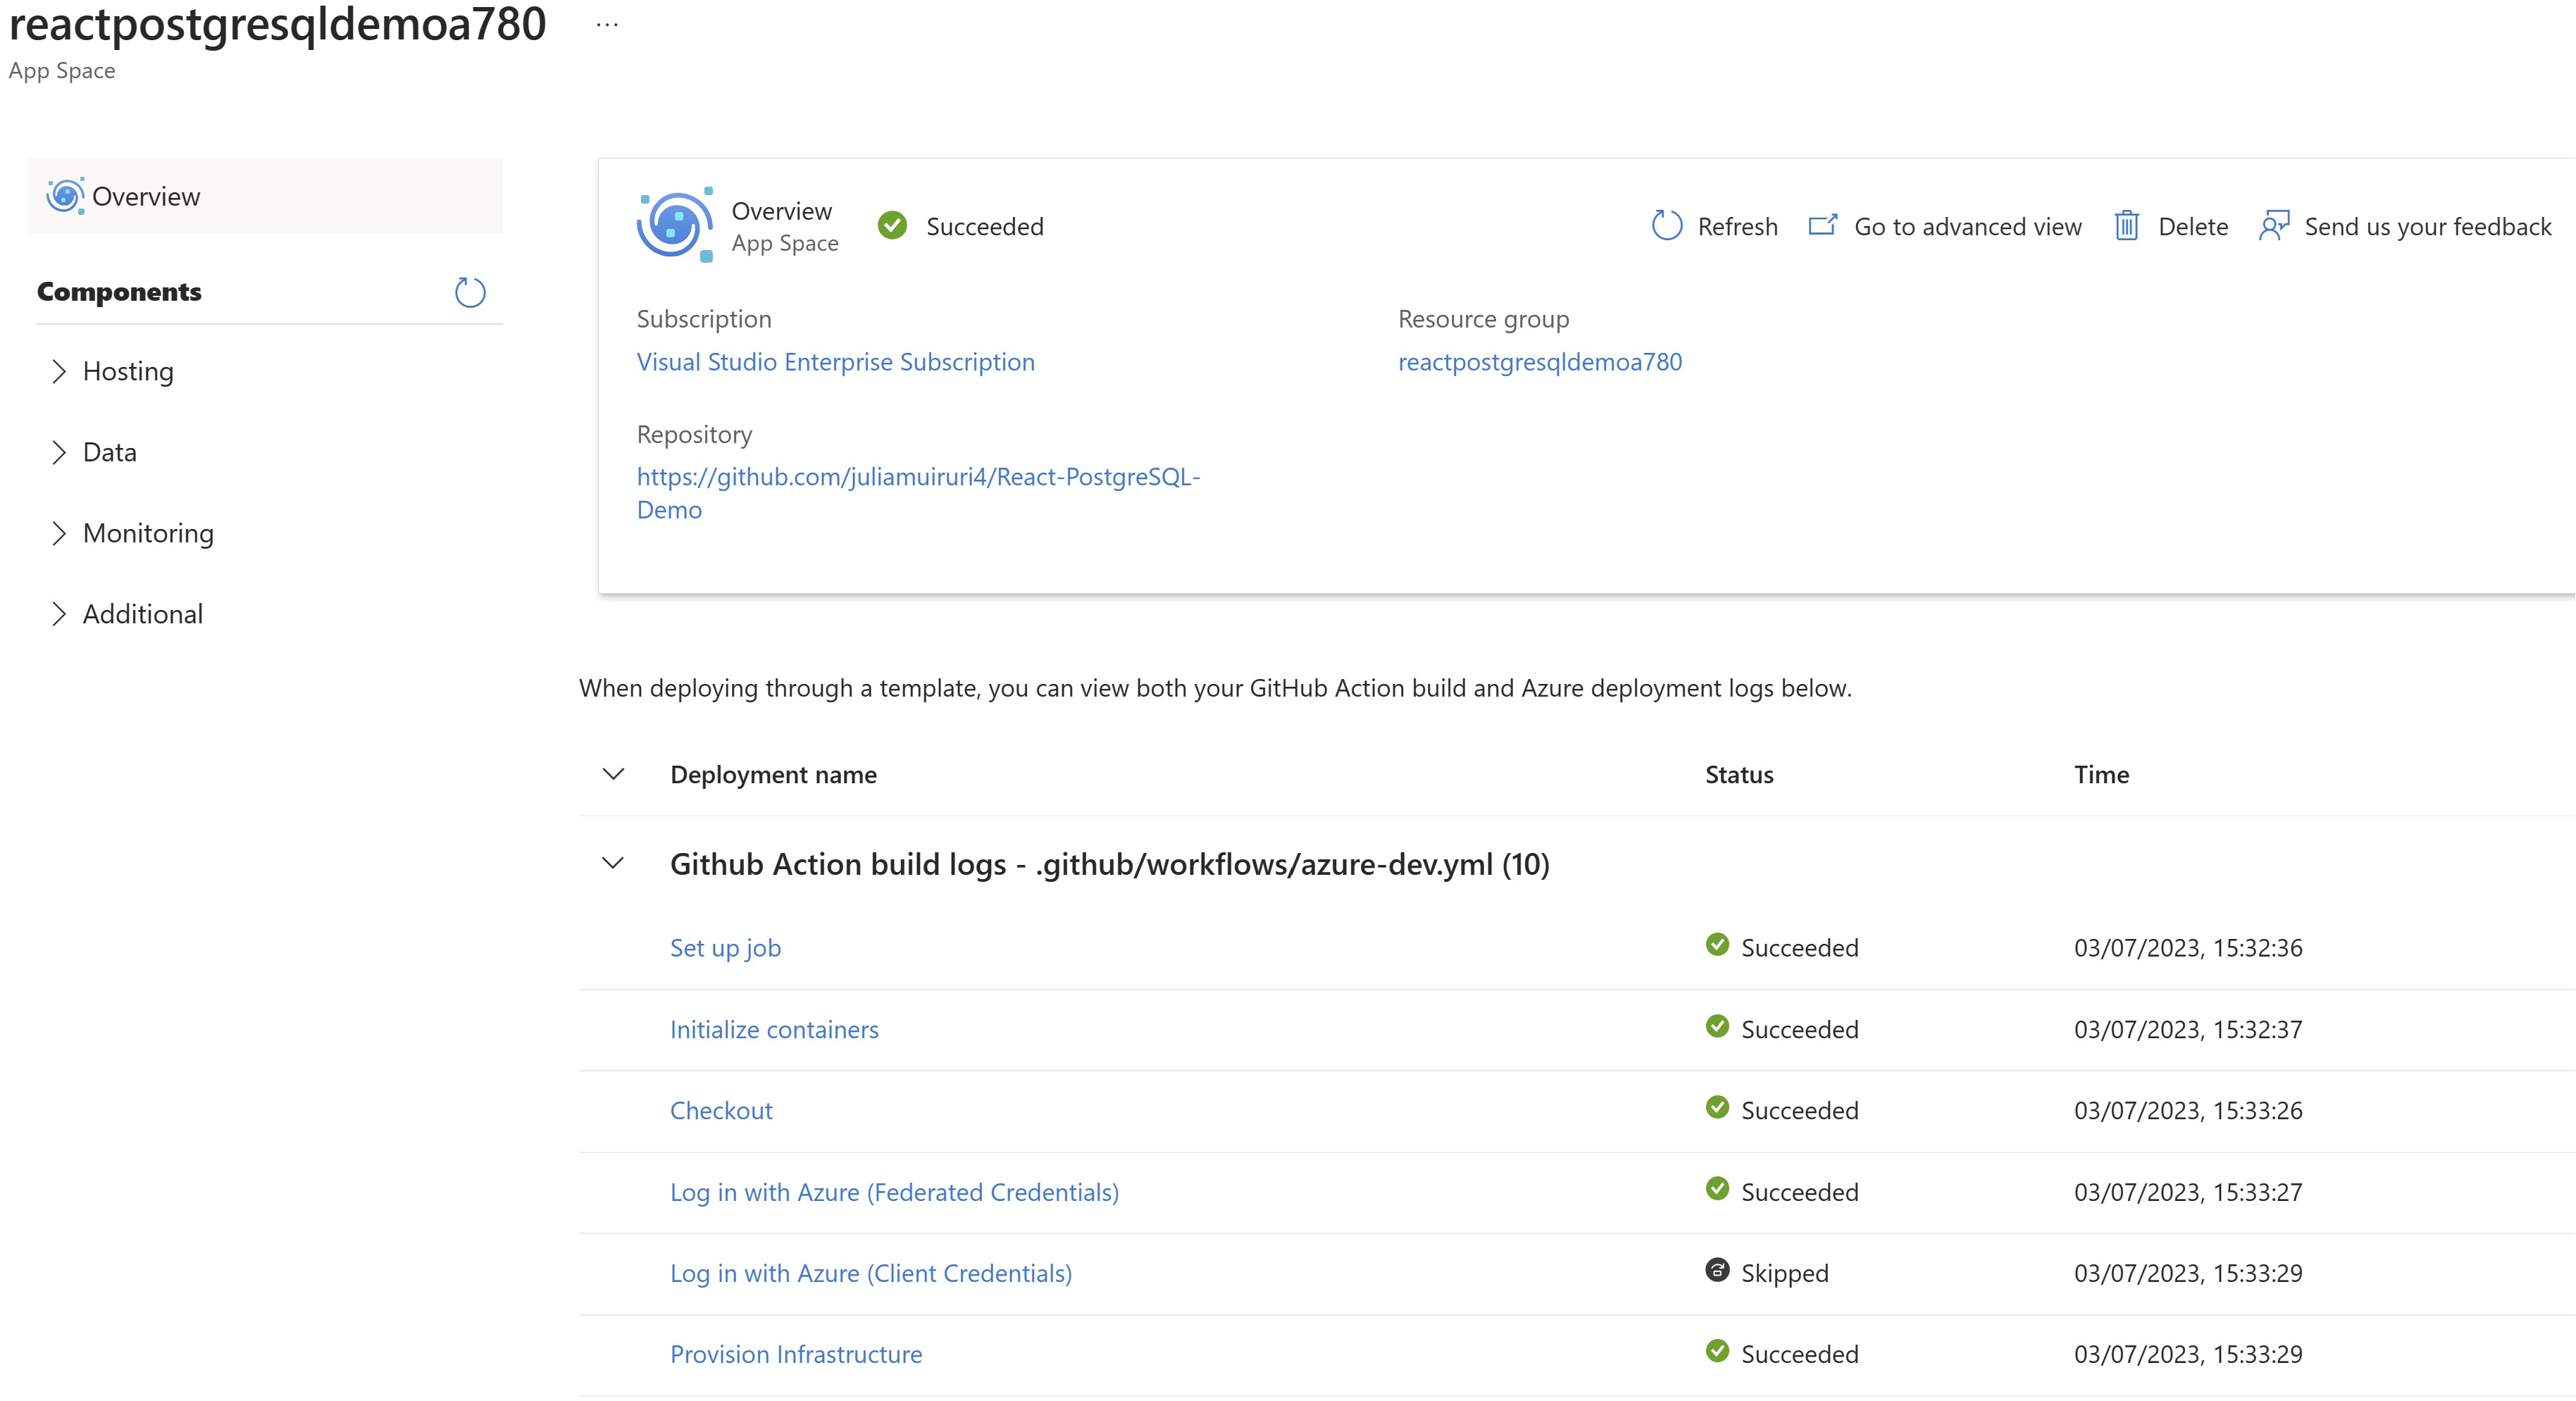 reactpostgresqldemoa780 ...
App Space
Overview
Components
Hosting
Data
Monitoring
Additional
Overview
App Space
Succeeded
Refresh
Go to advanced view
Delete
Send us your feedback
Subscription
Visual Studio Enterprise Subscription
Resource group
reactpostgresqldemoa780
Repository
https://github.com/juliamuiruri4/React-PostgreSQL-
Demo
When deploying through a template, you can view both your GitHub Action build and Azure deployment logs below.
Deployment name Status Time
Github Action build logs - .github/workflows/azure-dev.yml (10)
Set up job Succeeded 03/07/2023, 15:32:36
Initialize containers Succeeded 03/07/2023, 15:32:37
Checkout Succeeded 03/07/2023, 15:33:26
Log in with Azure (Federated Credentials) Succeeded 03/07/2023, 15:33:27
Log in with Azure (Client Credentials) Skipped 03/07/2023, 15:33:29
Provision Infrastructure Succeeded 03/07/2023, 15:33:29